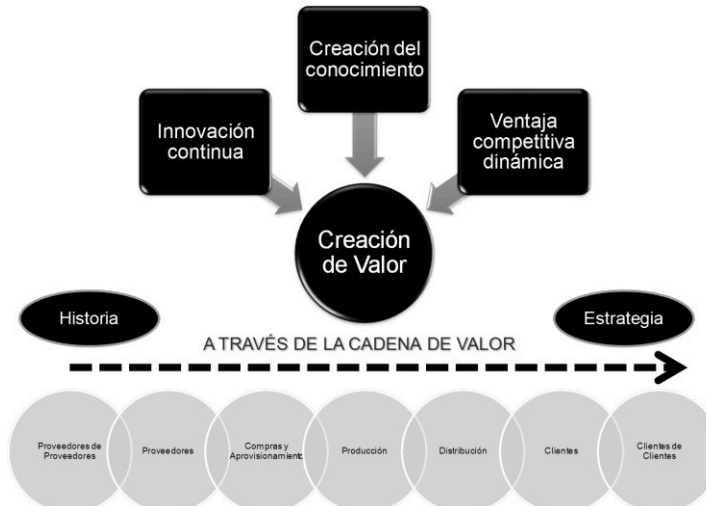 Creación del
conocimiento
Innovación
continua
Ventaja
competitiva
dinámica
Creación
de Valor
Historia
Estrategia
A TRAVÉS DE LA CADENA DE VALOR
Proveedores de
Proveedores
Proveedores
Compras y
Aprovisionamiento
Producción
Distribución
Clientes
Clientes de
Clientes